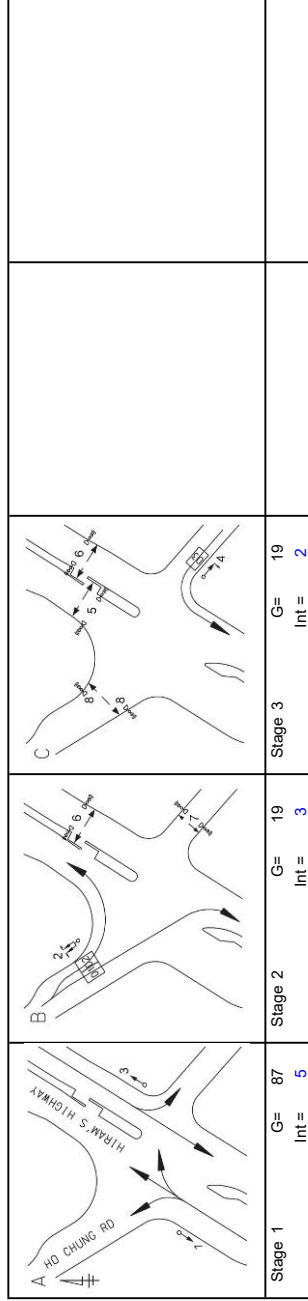 A
HO CHUNG RD
HIRAM'S HIGHWAY
1
3
Stage 1
G= 87
Int = 5
B
2
6
7
Stage 2
G= 19
Int = 3
C
8
8
5
6
4
Stage 3
G= 19
Int = 2